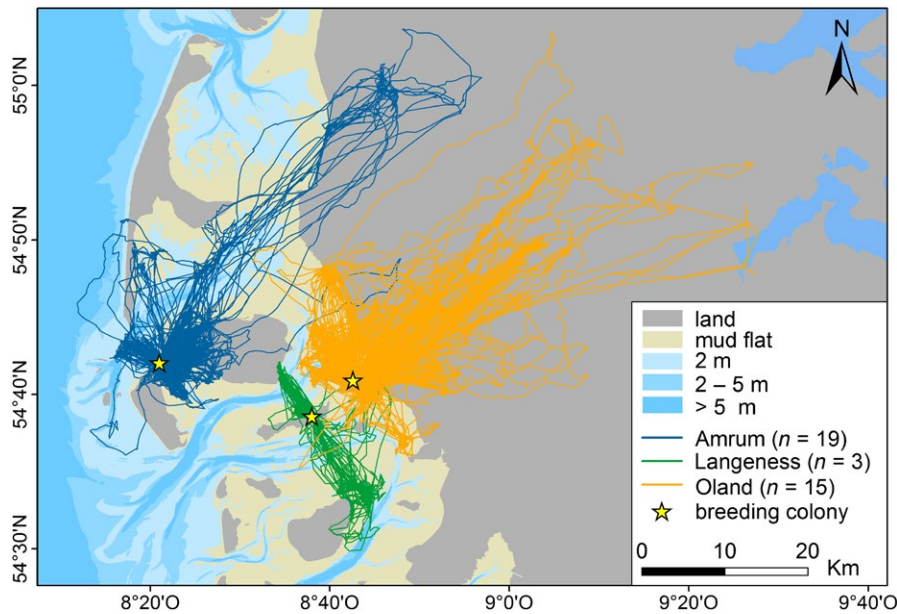 N
55°0'N
54°50'N
54°40'N
54°30'N
land
mud flat
2 m
2 – 5 m
> 5 m
Amrum (n = 19)
Langeness (n = 3)
Oland (n = 15)
breeding colony
0 10 20 Km
8°20'O 8°40'O 9°0'O 9°20'O 9°40'O